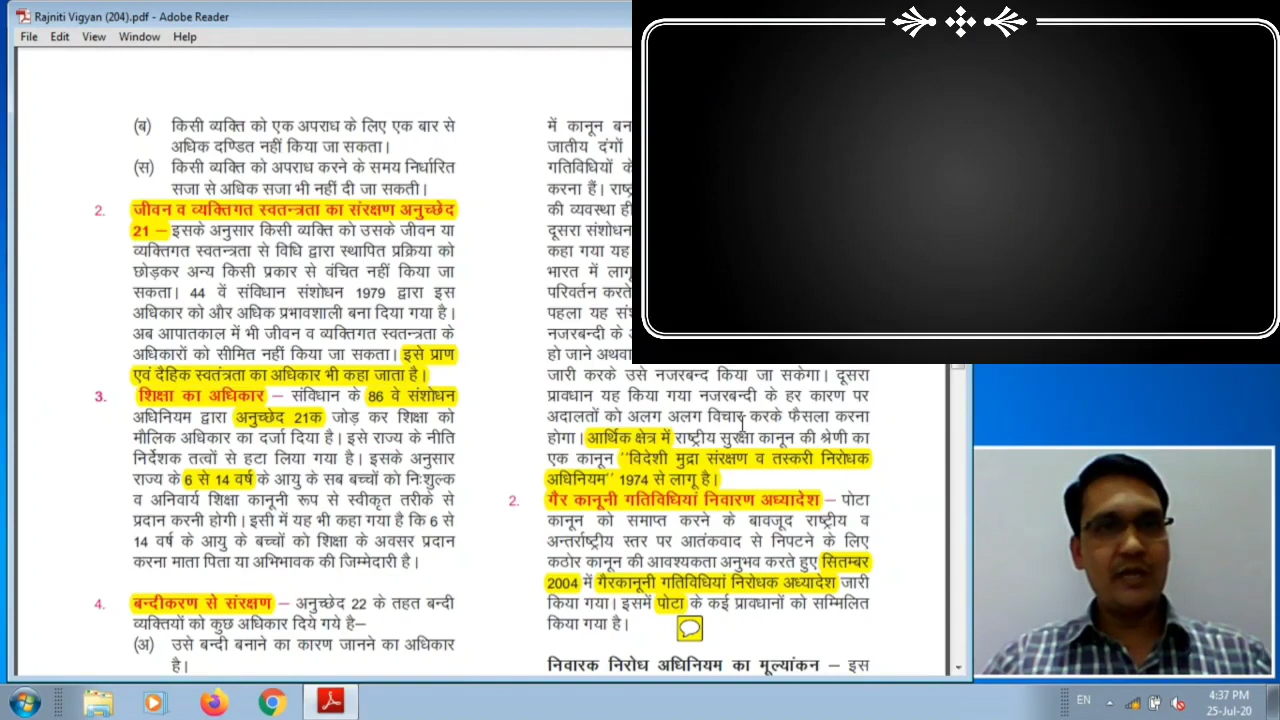 Rajniti Vigyan (204).pdf - Adobe Reader
File Edit View Window Help
(ब) किसी व्यक्ति को एक अपराध के लिए एक बार से
अधिक दण्डित नहीं किया जा सकता।
(स) किसी व्यक्ति को अपराध करने के समय निर्धारित
सजा से अधिक सजा भी नहीं दी जा सकती।
2. जीवन व व्यक्तिगत स्वतन्त्रता का संरक्षण अनुच्छेद
21 – इसके अनुसार किसी व्यक्ति को उसके जीवन या
व्यक्तिगत स्वतन्त्रता से विधि द्वारा स्थापित प्रक्रिया को
छोड़कर अन्य किसी प्रकार से वंचित नहीं किया जा
सकता। 44 वें संविधान संशोधन 1979 द्वारा इस
अधिकार को और अधिक प्रभावशाली बना दिया गया है।
अब आपातकाल में भी जीवन व व्यक्तिगत स्वतन्त्रता के
अधिकारों को सीमित नहीं किया जा सकता। इसे प्राण
एवं दैहिक स्वतंत्रता का अधिकार भी कहा जाता है।
3. शिक्षा का अधिकार – संविधान के 86 वे संशोधन
अधिनियम द्वारा अनुच्छेद 21क जोड़ कर शिक्षा को
मौलिक अधिकार का दर्जा दिया है। इसे राज्य के नीति
निर्देशक तत्वों से हटा लिया गया है। इसके अनुसार
राज्य के 6 से 14 वर्ष के आयु के सब बच्चों को निःशुल्क
व अनिवार्य शिक्षा कानूनी रूप से स्वीकृत तरीके से
प्रदान करनी होगी। इसी में यह भी कहा गया है कि 6 से
14 वर्ष के आयु के बच्चों को शिक्षा के अवसर प्रदान
करना माता पिता या अभिभावक की जिम्मेदारी है।
4. बन्दीकरण से संरक्षण – अनुच्छेद 22 के तहत बन्दी
व्यक्तियों को कुछ अधिकार दिये गये है–
(अ) उसे बन्दी बनाने का कारण जानने का अधिकार
है।
में कानून बन
जातीय दंगों
गतिविधियों के
करना हैं। राष्ट्
की व्यवस्था ही
दूसरा संशोधन
कहा गया यह
भारत में लागू
परिवर्तन करते
पहला यह
नजरबन्दी के
हो जाने अथवा
जारी करके उसे नजरबन्द किया जा सकेगा। दूसरा
प्रावधान यह किया गया नजरबन्दी के हर कारण पर
अदालतों को अलग अलग विचार करके फैसला करना
होगा। आर्थिक क्षेत्र में राष्ट्रीय सुरक्षा कानून की श्रेणी का
एक कानून "विदेशी मुद्रा संरक्षण व तस्करी निरोधक
अधिनियम" 1974 से लागू है।
2. गैर कानूनी गतिविधियां निवारण अध्यादेश – पोटा
कानून को समाप्त करने के बावजूद राष्ट्रीय व
अन्तर्राष्ट्रीय स्तर पर आतंकवाद से निपटने के लिए
कठोर कानून की आवश्यकता अनुभव करते हुए सितम्बर
2004 में गैरकानूनी गतिविधियां निरोधक अध्यादेश जारी
किया गया। इसमें पोटा के कई प्रावधानों को सम्मिलित
किया गया है।
निवारक निरोध अधिनियम का मूल्यांकन – इस
EN
4:37 PM
25-Jul-20